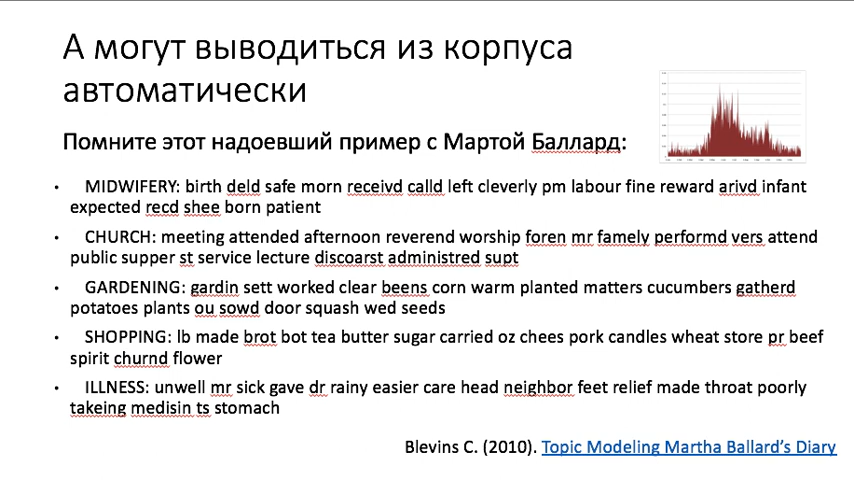 А могут выводиться из корпуса
автоматически
Помните этот надоевший пример с Мартой Баллард:
• MIDWIFERY: birth deld safe morn receivd calld left cleverly pm labour fine reward arivd infant
expected recd shee born patient
• CHURCH: meeting attended afternoon reverend worship foren mr famely performd vers attend
public supper st service lecture discoarst administred supt
• GARDENING: gardin sett worked clear beens corn warm planted matters cucumbers gatherd
potatoes plants ou sowd door squash wed seeds
• SHOPPING: lb made brot bot tea butter sugar carried oz chees pork candles wheat store pr beef
spirit churnd flower
• ILLNESS: unwell mr sick gave dr rainy easier care head neighbor feet relief made throat poorly
takeing medisin ts stomach
Blevins C. (2010). Topic Modeling Martha Ballard’s Diary